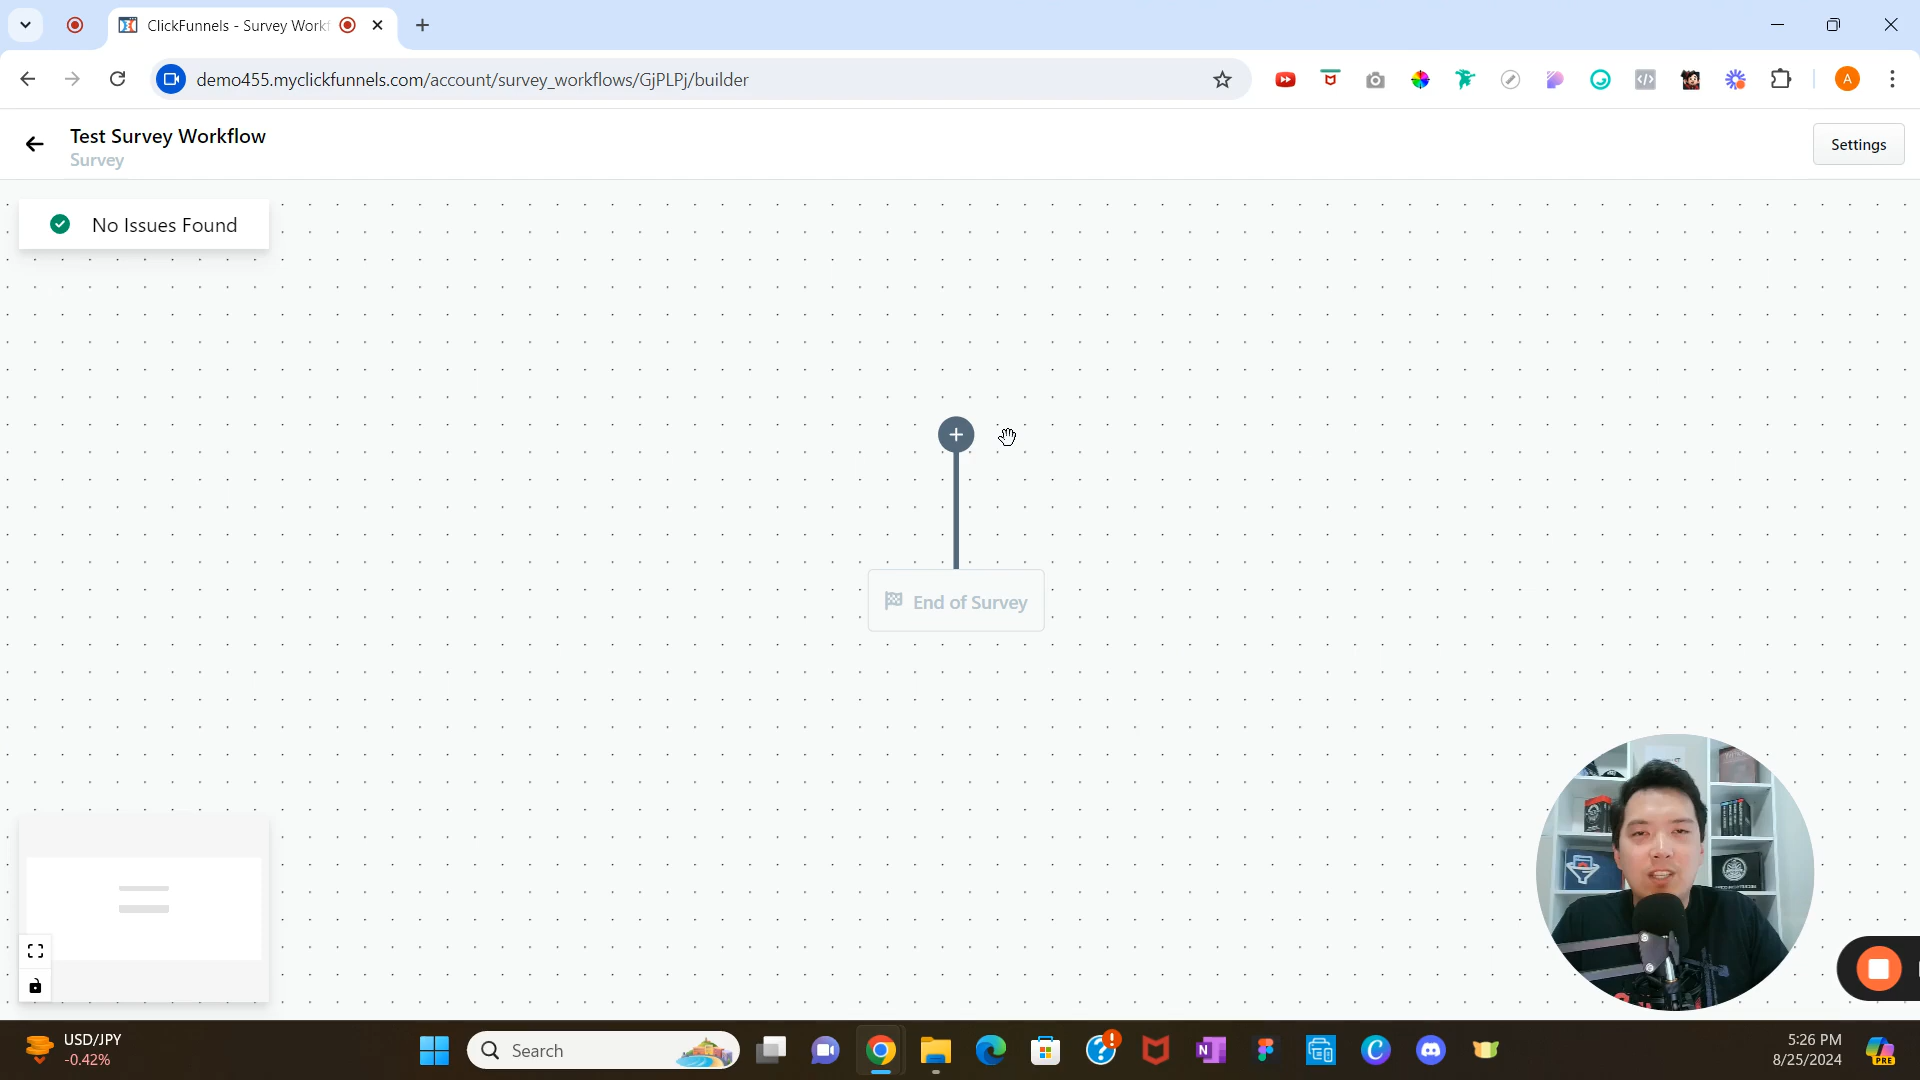 ClickFunnels - Survey Workf
demo455.myclickfunnels.com/account/survey_workflows/GjPLPj/builder
A
Test Survey Workflow
Survey
Settings
No Issues Found
End of Survey
USD/JPY
-0.42%
Search
5:26 PM
8/25/2024
PRE